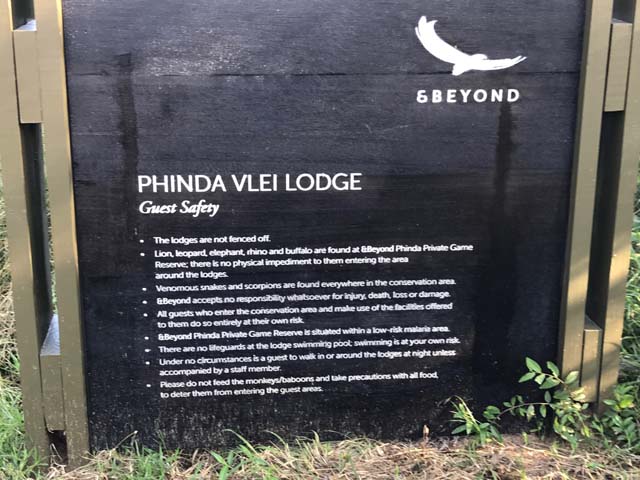 &BEYOND
PHINDA VLEI LODGE
Guest Safety
• The lodges are not fenced off.
• Lion, leopard, elephant, rhino and buffalo are found at &Beyond Phinda Private Game
Reserve; there is no physical impediment to them entering the area
around the lodges.
• Venomous snakes and scorpions are found everywhere in the conservation area.
• &Beyond accepts no responsibility whatsoever for injury, death, loss or damage.
• All guests who enter the conservation area and make use of the facilities offered
to them do so entirely at their own risk.
• &Beyond Phinda Private Game Reserve is situated within a low-risk malaria area.
• There are no lifeguards at the lodge swimming pool; swimming is at your own risk.
• Under no circumstances is a guest to walk in or around the lodges at night unless
accompanied by a staff member.
• Please do not feed the monkeys/baboons and take precautions with all food,
to deter them from entering the guest areas.